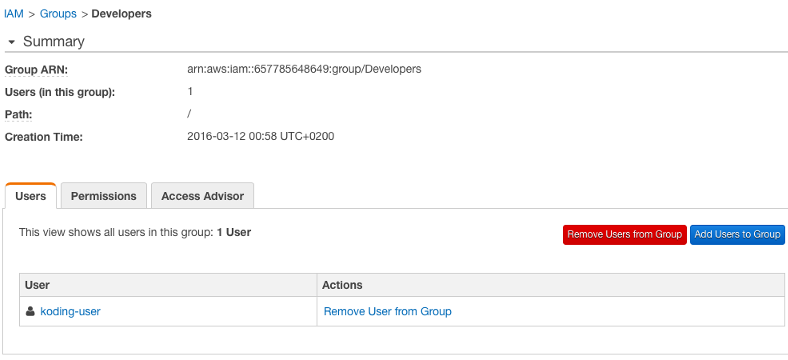 IAM > Groups > Developers
Summary
Group ARN: arn:aws:iam::657785648649:group/Developers
Users (in this group): 1
Path: /
Creation Time: 2016-03-12 00:58 UTC+0200
Users Permissions Access Advisor
This view shows all users in this group: 1 User Remove Users from Group Add Users to Group
User Actions
koding-user Remove User from Group